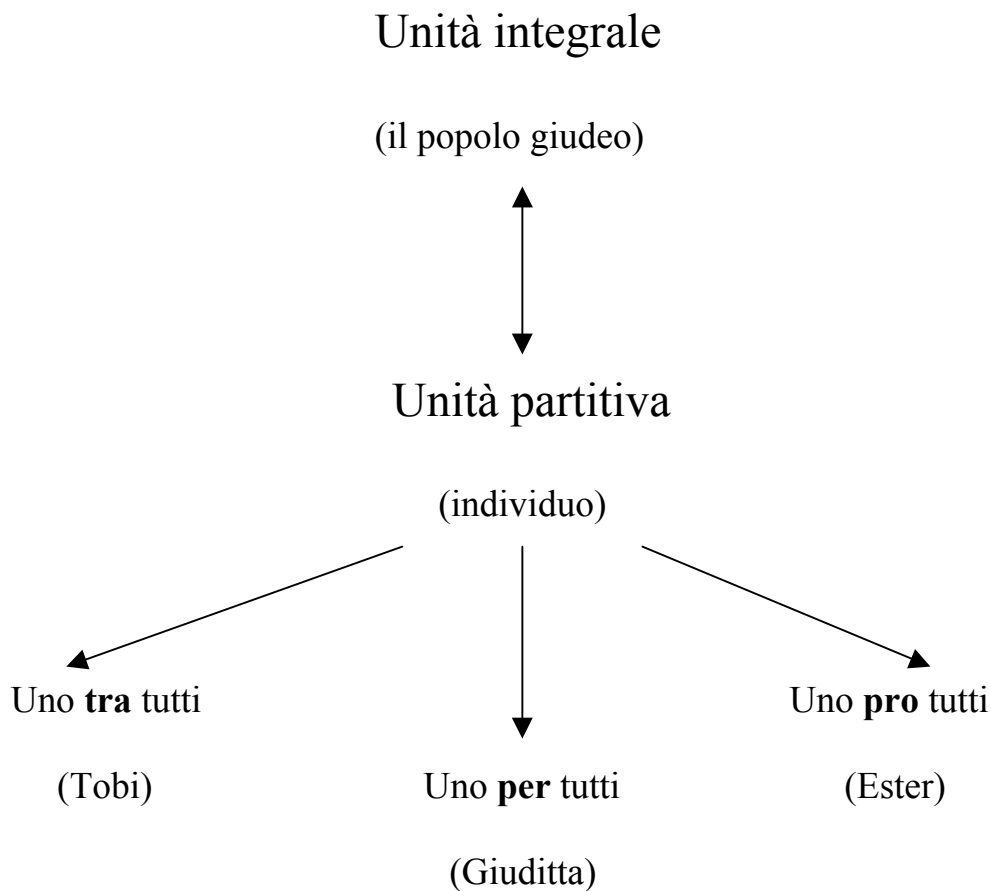 Unità integrale
(il popolo giudeo)
Unità partitiva
(individuo)
Uno tra tutti
(Tobi)
Uno per tutti
(Giuditta)
Uno pro tutti
(Ester)